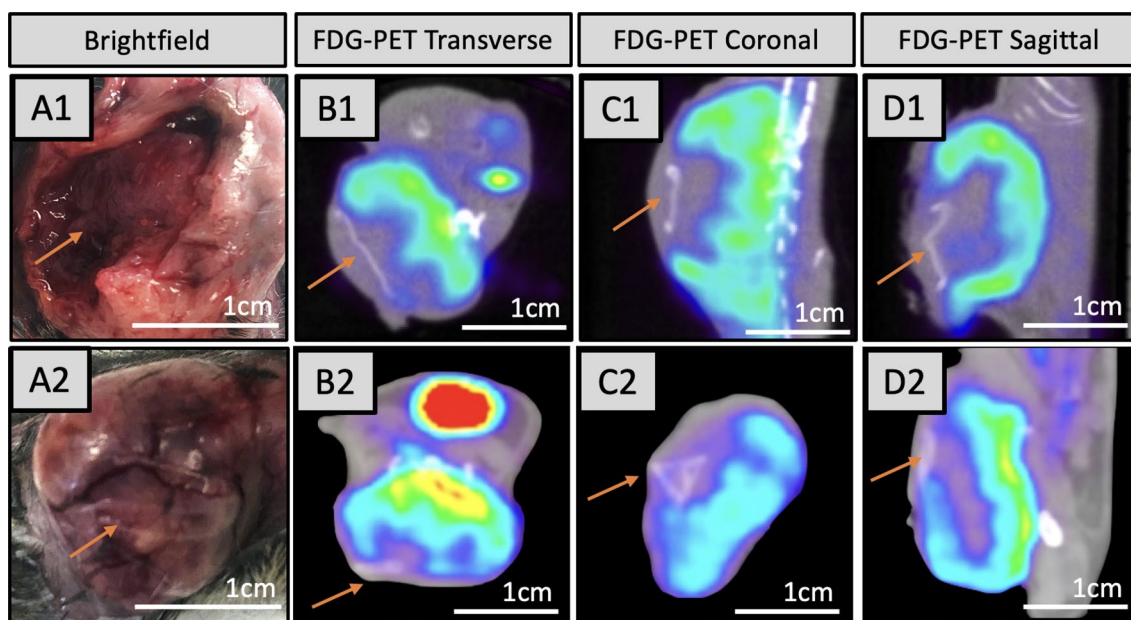 Brightfield
FDG-PET Transverse
FDG-PET Coronal
FDG-PET Sagittal
A1
B1
C1
D1
1cm
1cm
1cm
1cm
A2
B2
C2
D2
1cm
1cm
1cm
1cm